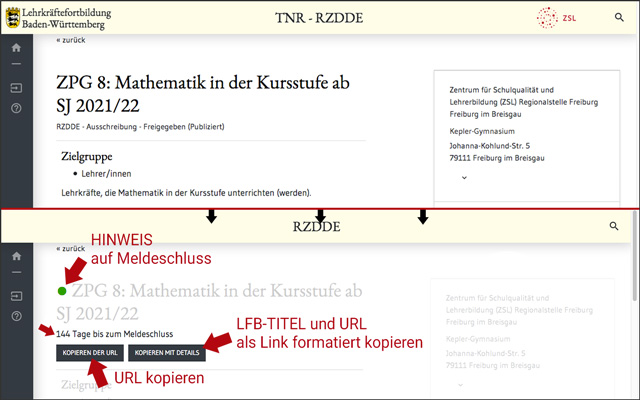 Lehrkräftefortbildung
Baden-Württemberg
TNR - RZDDE
ZSL
« zurück
ZPG 8: Mathematik in der Kursstufe ab
SJ 2021/22
RZDDE - Ausschreibung - Freigegeben (Publiziert)
Zielgruppe
• Lehrer/innen
Lehrkräfte, die Mathematik in der Kursstufe unterrichten (werden).
Zentrum für Schulqualität und
Lehrerbildung (ZSL) Regionalstelle Freiburg
Freiburg im Breisgau
Kepler-Gymnasium
Johanna-Kohlund-Str. 5
79111 Freiburg im Breisgau
RZDDE
« zurück
HINWEIS
auf Meldeschluss
ZPG 8: Mathematik in der Kursstufe ab
SJ 2021/22
144 Tage bis zum Meldeschluss
KOPIEREN DER URL
KOPIEREN MIT DETAILS
LFB-TITEL und URL
als Link formatiert kopieren
URL kopieren
Zielgruppe
Zentrum für Schulqualität und
Lehrerbildung (ZSL) Regionalstelle Freiburg
Freiburg im Breisgau
Kepler-Gymnasium
Johanna-Kohlund-Str. 5
79111 Freiburg im Breisgau